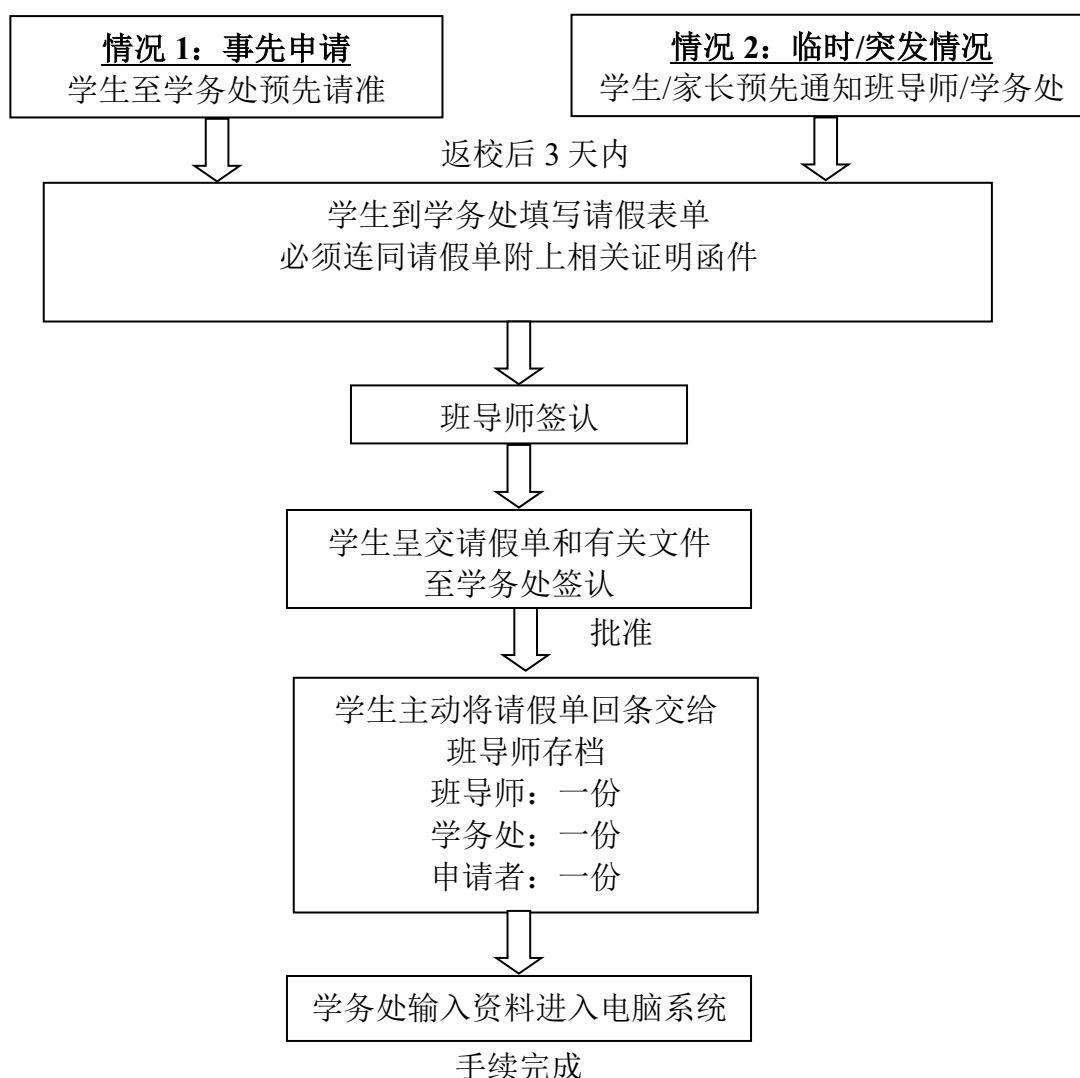 情况 1：事先申请
学生至学务处预先请准
情况 2：临时/突发情况
学生/家长预先通知班导师/学务处
返校后 3 天内
学生到学务处填写请假表单
必须连同请假单附上相关证明函件
班导师签认
学生呈交请假单和有关文件
至学务处签认
批准
学生主动将请假单回条交给
班导师存档
班导师：一份
学务处：一份
申请者：一份
学务处输入资料进入电脑系统
手续完成